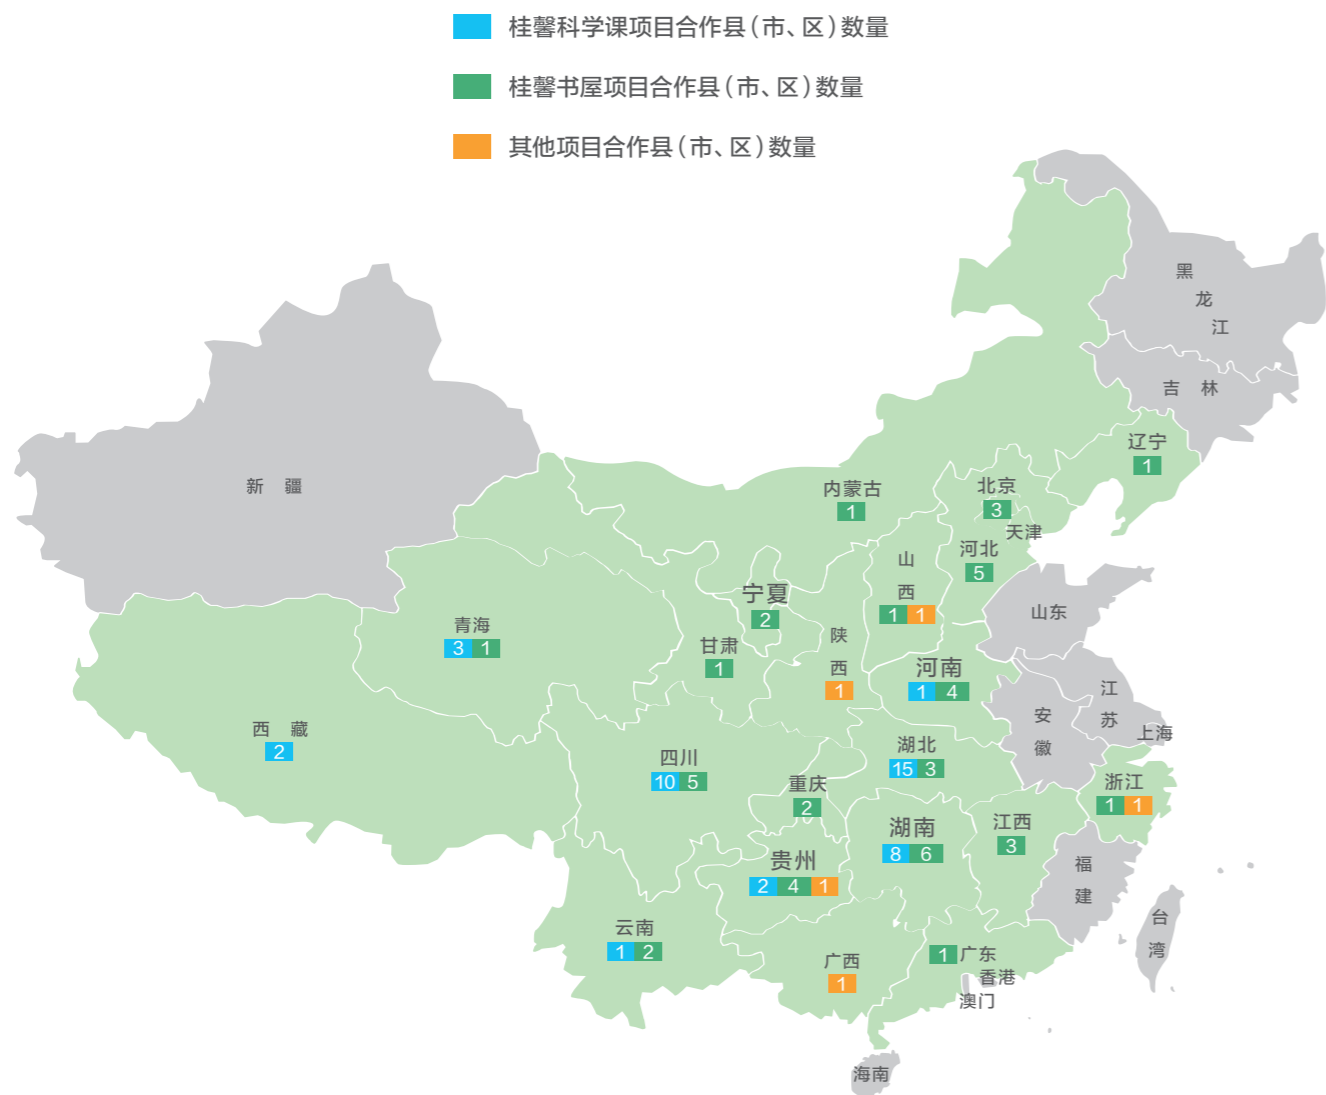 桂馨科学课项目合作县（市、区）数量
桂馨书屋项目合作县（市、区）数量
其他项目合作县（市、区）数量
黑龙江
吉林
辽宁
1
新疆
内蒙古
1
北京
3
天津
河北
5
山西
1 1
宁夏
2
山东
青海
3 1
甘肃
1
陕西
1
河南
1 4
江苏
安徽
上海
西藏
2
湖北
15 3
四川
10 5
重庆
2
浙江
1 1
湖南
8 6
江西
3
贵州
2 4 1
福建
台湾
云南
1 2
广西
1
1 广东
香港
澳门
海南